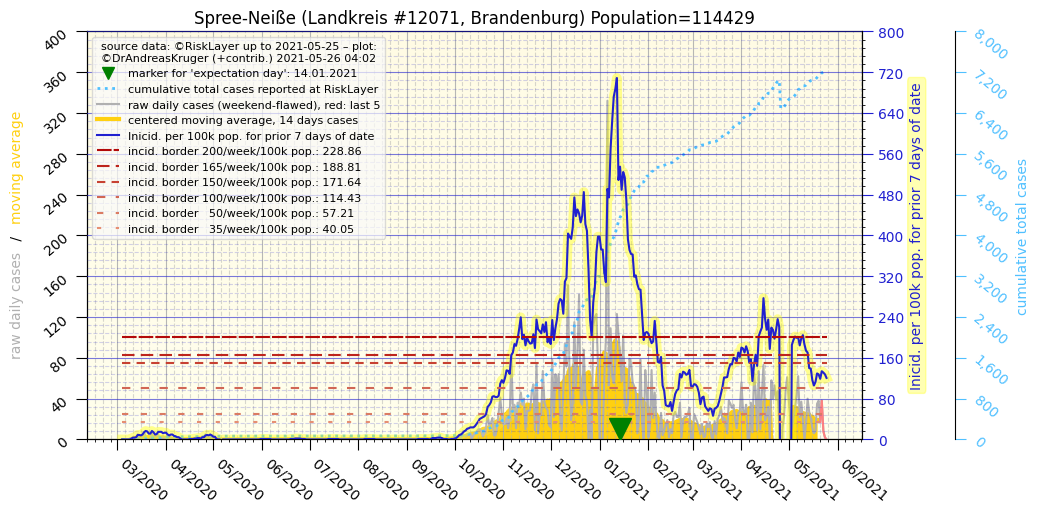 Spree-Neiße (Landkreis #12071, Brandenburg) Population=114429
source data: ©RiskLayer up to 2021-05-25 – plot:
©DrAndreasKruger (+contrib.) 2021-05-26 04:02
marker for 'expectation day': 14.01.2021
cumulative total cases reported at RiskLayer
raw daily cases (weekend-flawed), red: last 5
centered moving average, 14 days cases
Inicid. per 100k pop. for prior 7 days of date
incid. border 200/week/100k pop.: 228.86
incid. border 165/week/100k pop.: 188.81
incid. border 150/week/100k pop.: 171.64
incid. border 100/week/100k pop.: 114.43
incid. border   50/week/100k pop.: 57.21
incid. border   35/week/100k pop.: 40.05
raw daily cases  /  moving average
400
360
320
280
240
200
160
120
80
40
0
800
720
640
560
480
400
320
240
160
80
0
Inicid. per 100k pop. for prior 7 days of date
8,000
7,200
6,400
5,600
4,800
4,000
3,200
2,400
1,600
800
0
cumulative total cases
03/2020
04/2020
05/2020
06/2020
07/2020
08/2020
09/2020
10/2020
11/2020
12/2020
01/2021
02/2021
03/2021
04/2021
05/2021
06/2021